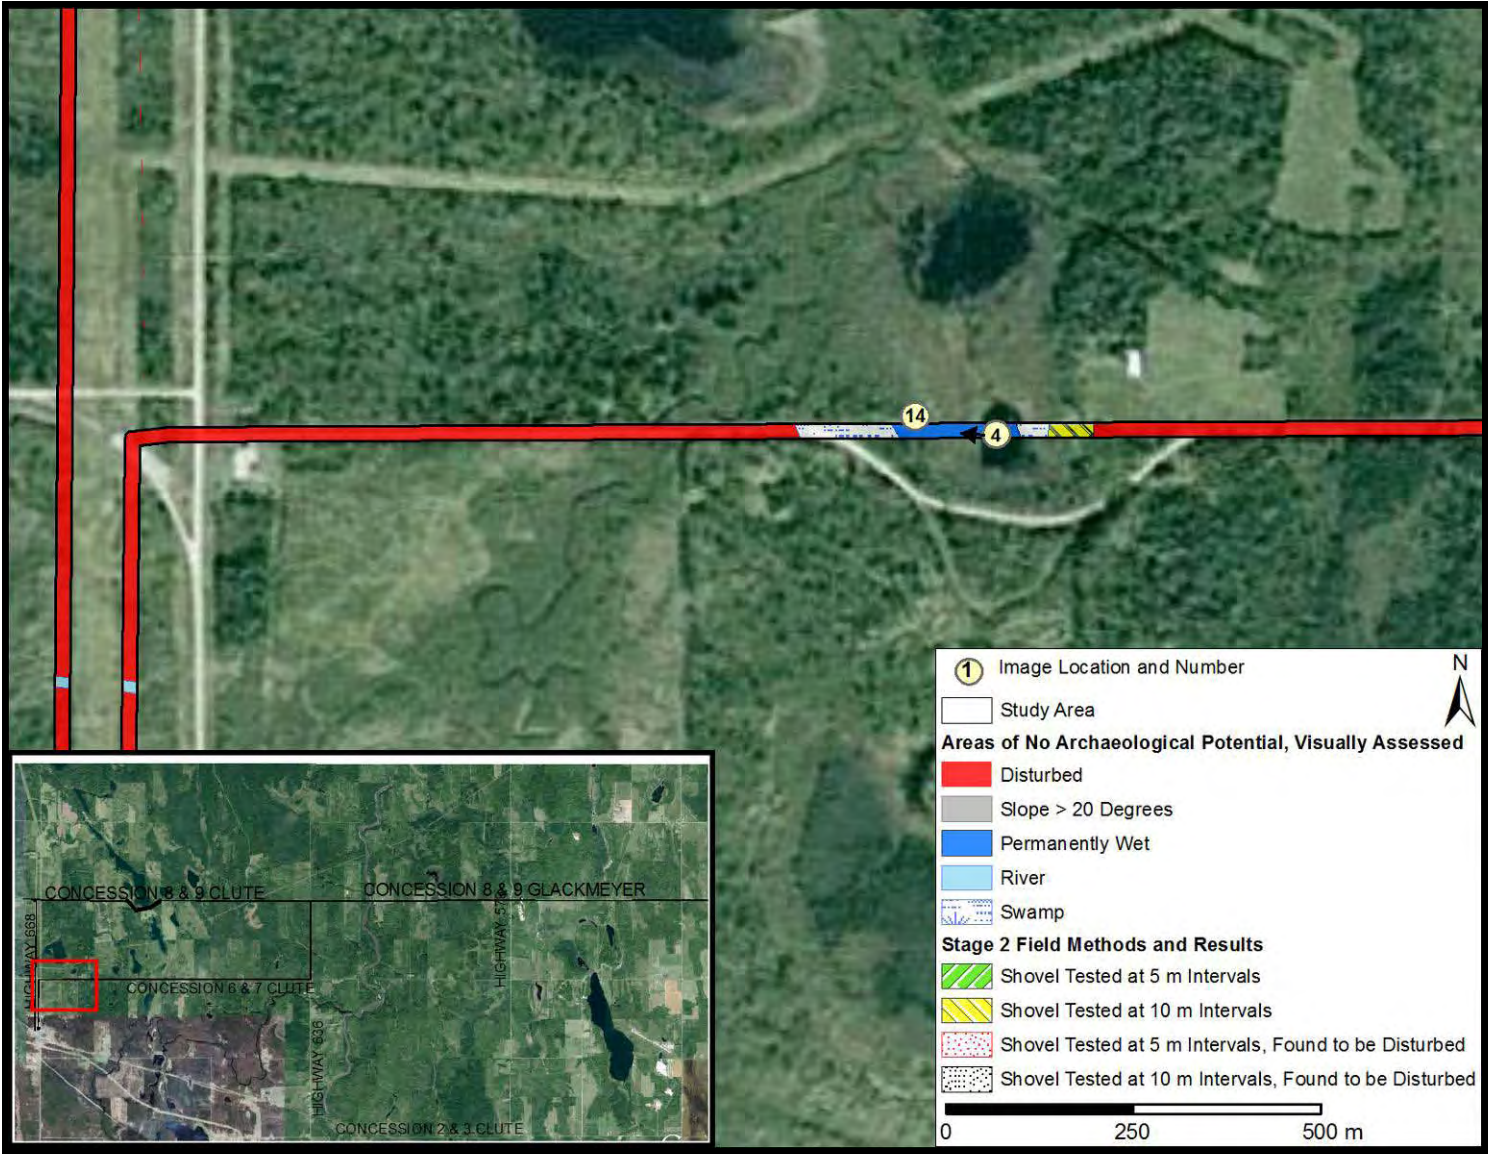 14
4
1 Image Location and Number
N
Study Area
Areas of No Archaeological Potential, Visually Assessed
Disturbed
Slope > 20 Degrees
Permanently Wet
River
Swamp
Stage 2 Field Methods and Results
Shovel Tested at 5 m Intervals
Shovel Tested at 10 m Intervals
Shovel Tested at 5 m Intervals, Found to be Disturbed
Shovel Tested at 10 m Intervals, Found to be Disturbed
0 250 500 m
CONCESSION 8 & 9 CLUTE
CONCESSION 8 & 9 GLACKMEYER
HIGHWAY 668
HIGHWAY
CONCESSION 6 & 7 CLUTE
HIGHWAY 636
CONCESSION 2 & 3 CLUTE